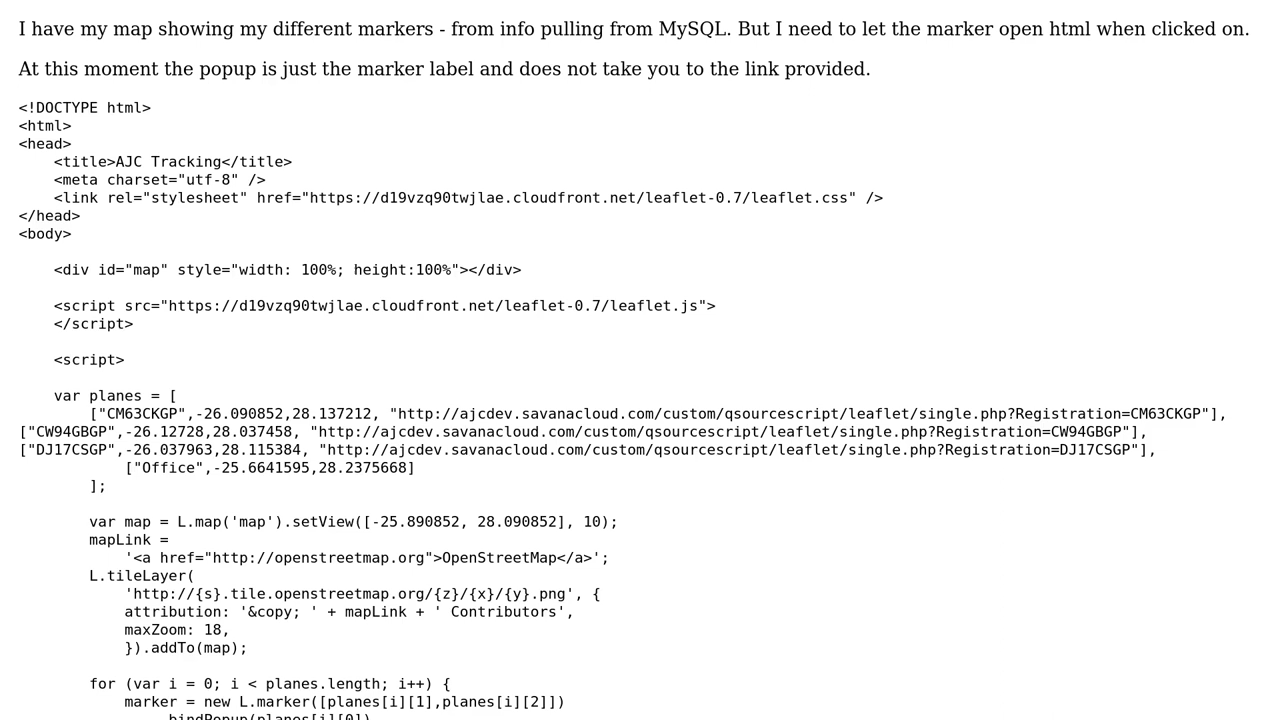 I have my map showing my different markers - from info pulling from MySQL. But I need to let the marker open html when clicked on.
At this moment the popup is just the marker label and does not take you to the link provided.
<!DOCTYPE html>
<html>
<head>
    <title>AJC Tracking</title>
    <meta charset="utf-8" />
    <link rel="stylesheet" href="https://d19vzq90twjlae.cloudfront.net/leaflet-0.7/leaflet.css" />
</head>
<body>
    <div id="map" style="width: 100%; height:100%"></div>
    <script src="https://d19vzq90twjlae.cloudfront.net/leaflet-0.7/leaflet.js">
    </script>
    <script>
    var planes = [
        ["CM63CKGP",-26.090852,28.137212, "http://ajcdev.savanacloud.com/custom/qsourcescript/leaflet/single.php?Registration=CM63CKGP"],
["CW94GBGP",-26.12728,28.037458, "http://ajcdev.savanacloud.com/custom/qsourcescript/leaflet/single.php?Registration=CW94GBGP"],
["DJ17CSGP",-26.037963,28.115384, "http://ajcdev.savanacloud.com/custom/qsourcescript/leaflet/single.php?Registration=DJ17CSGP"],
            ["Office",-25.6641595,28.2375668]
        ];
        var map = L.map('map').setView([-25.890852, 28.090852], 10);
        mapLink =
            '<a href="http://openstreetmap.org">OpenStreetMap</a>';
        L.tileLayer(
            'http://{s}.tile.openstreetmap.org/{z}/{x}/{y}.png', {
            attribution: '&copy; ' + mapLink + ' Contributors',
            maxZoom: 18,
            }).addTo(map);
        for (var i = 0; i < planes.length; i++) {
            marker = new L.marker([planes[i][1],planes[i][2]])
                .bindPopup(planes[i][0])